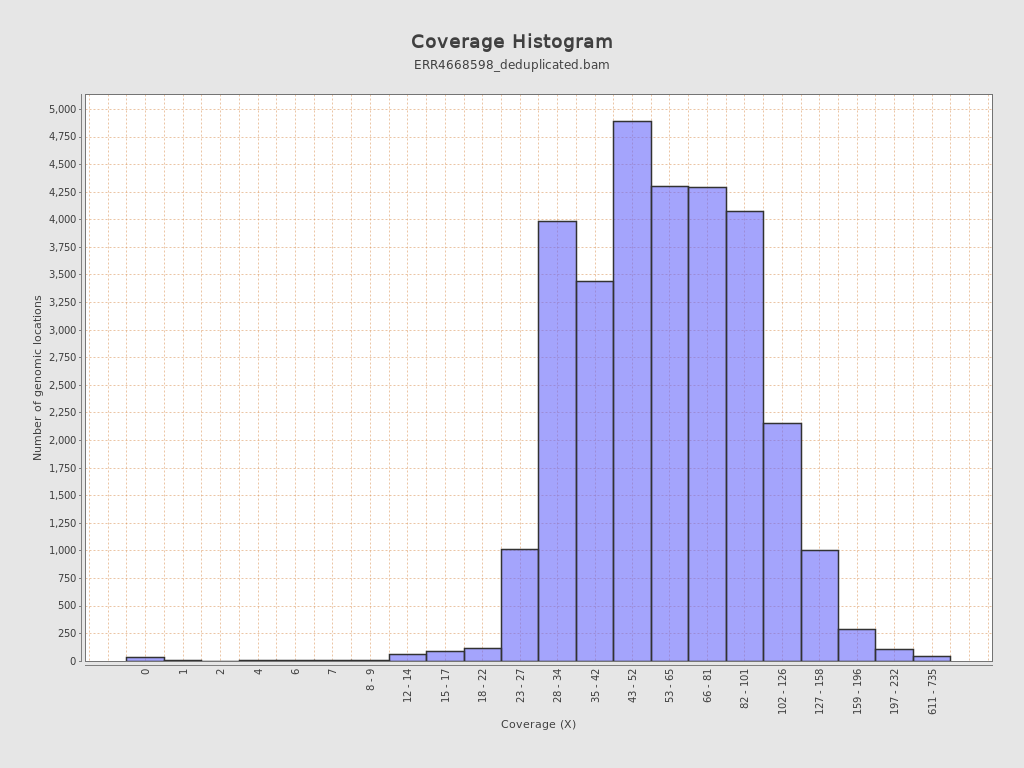 Coverage Histogram
ERR4668598_deduplicated.bam
Number of genomic locations
5,000
4,750
4,500
4,250
4,000
3,750
3,500
3,250
3,000
2,750
2,500
2,250
2,000
1,750
1,500
1,250
1,000
750
500
250
0
0
1
2
4
6
7
8 - 9
12 - 14
15 - 17
18 - 22
23 - 27
28 - 34
35 - 42
43 - 52
53 - 65
66 - 81
82 - 101
102 - 126
127 - 158
159 - 196
197 - 232
611 - 735
Coverage (X)